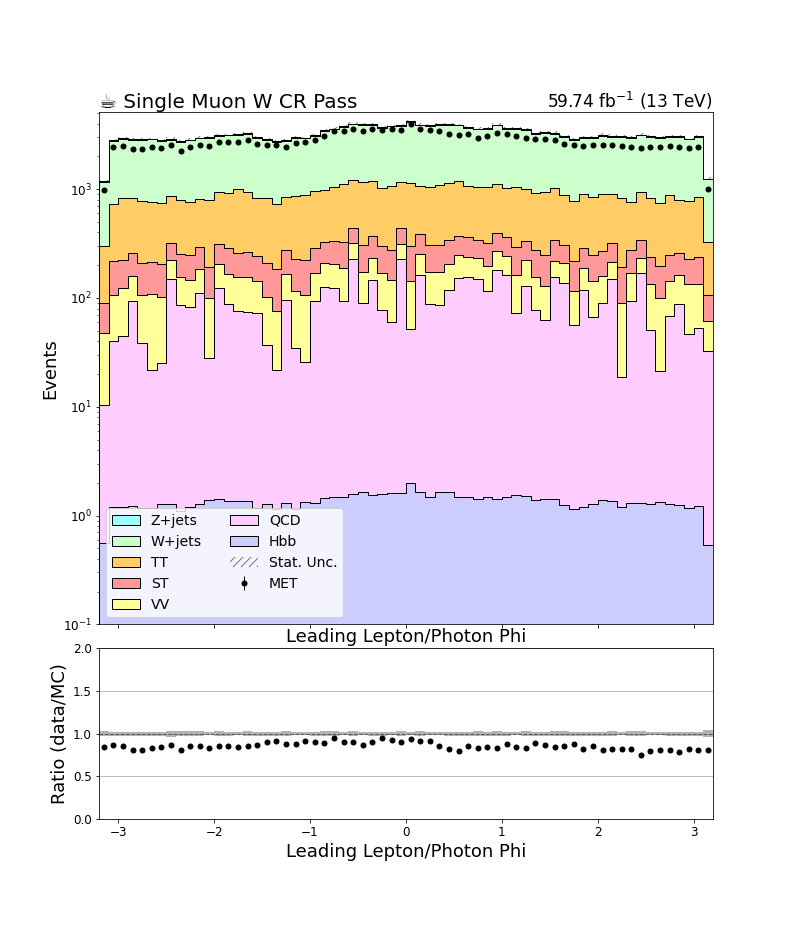 ☕ Single Muon W CR Pass
59.74 fb⁻¹ (13 TeV)
Events
10³
10²
10¹
10⁰
10⁻¹
Z+jets
W+jets
TT
ST
VV
QCD
Hbb
Stat. Unc.
MET
Leading Lepton/Photon Phi
Ratio (data/MC)
2.0
1.5
1.0
0.5
0.0
−3 −2 −1 0 1 2 3
Leading Lepton/Photon Phi